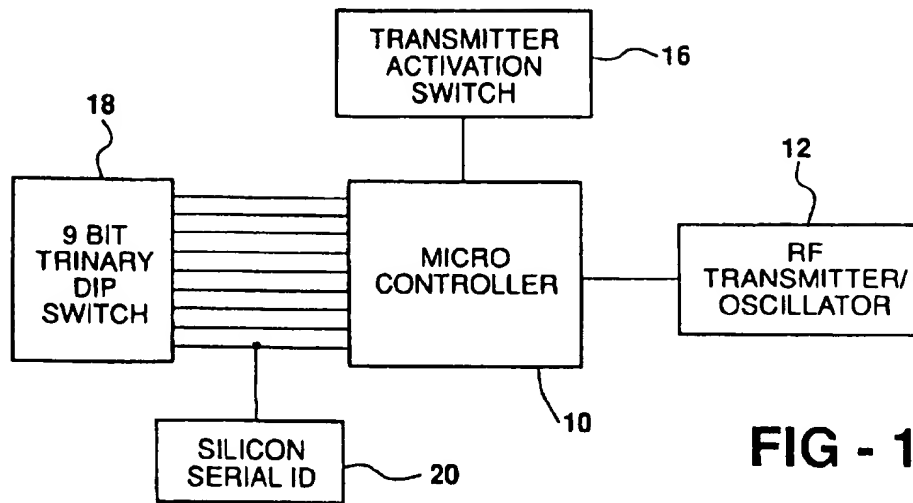 TRANSMITTER
ACTIVATION
SWITCH
16
18
9 BIT
TRINARY
DIP
SWITCH
MICRO
CONTROLLER
12
RF
TRANSMITTER/
OSCILLATOR
10
SILICON
SERIAL ID
20
FIG - 1